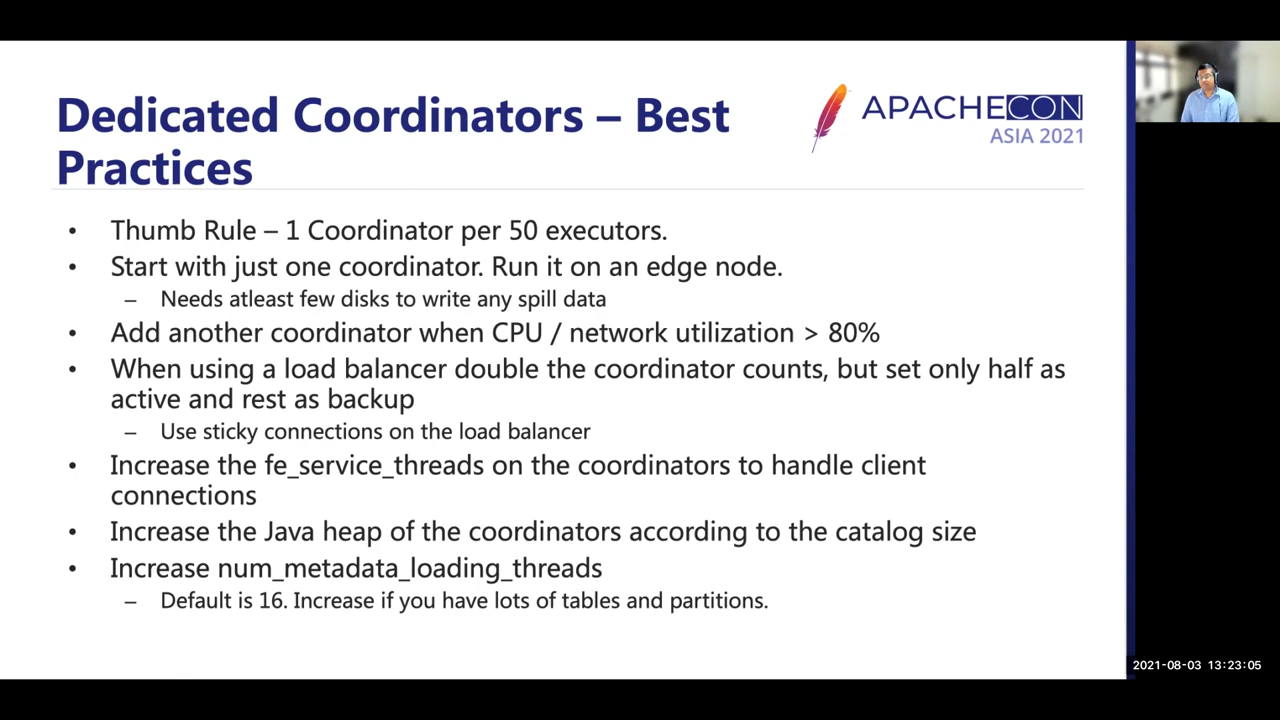 Dedicated Coordinators – Best
Practices
APACHECON
ASIA 2021
• Thumb Rule – 1 Coordinator per 50 executors.
• Start with just one coordinator. Run it on an edge node.
– Needs atleast few disks to write any spill data
• Add another coordinator when CPU / network utilization > 80%
• When using a load balancer double the coordinator counts, but set only half as
active and rest as backup
– Use sticky connections on the load balancer
• Increase the fe_service_threads on the coordinators to handle client
connections
• Increase the Java heap of the coordinators according to the catalog size
• Increase num_metadata_loading_threads
– Default is 16. Increase if you have lots of tables and partitions.
2021-08-03 13:23:05